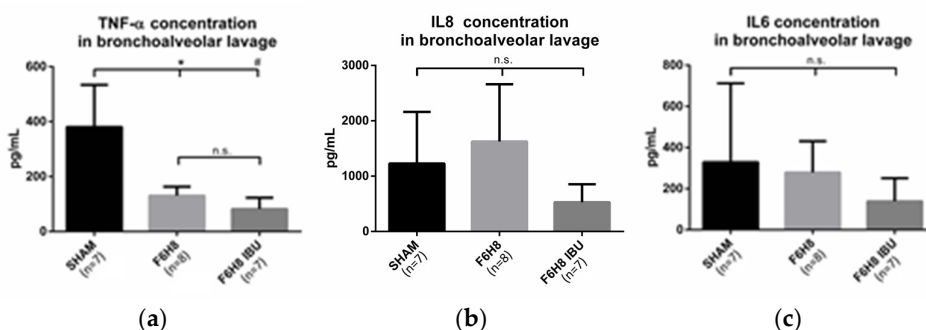 TNF-α concentration
in bronchoalveolar lavage
600
400
200
0
pg/mL
*
#
n.s.
SHAM
(n=7)
F6H8
(n=8)
F6H8 IBU
(n=7)
(a)
IL8 concentration
in bronchoalveolar lavage
3000
2000
1000
0
pg/mL
n.s.
SHAM
(n=7)
F6H8
(n=8)
F6H8 IBU
(n=7)
(b)
IL6 concentration
in bronchoalveolar lavage
800
600
400
200
0
pg/mL
n.s.
SHAM
(n=7)
F6H8
(n=8)
F6H8 IBU
(n=7)
(c)